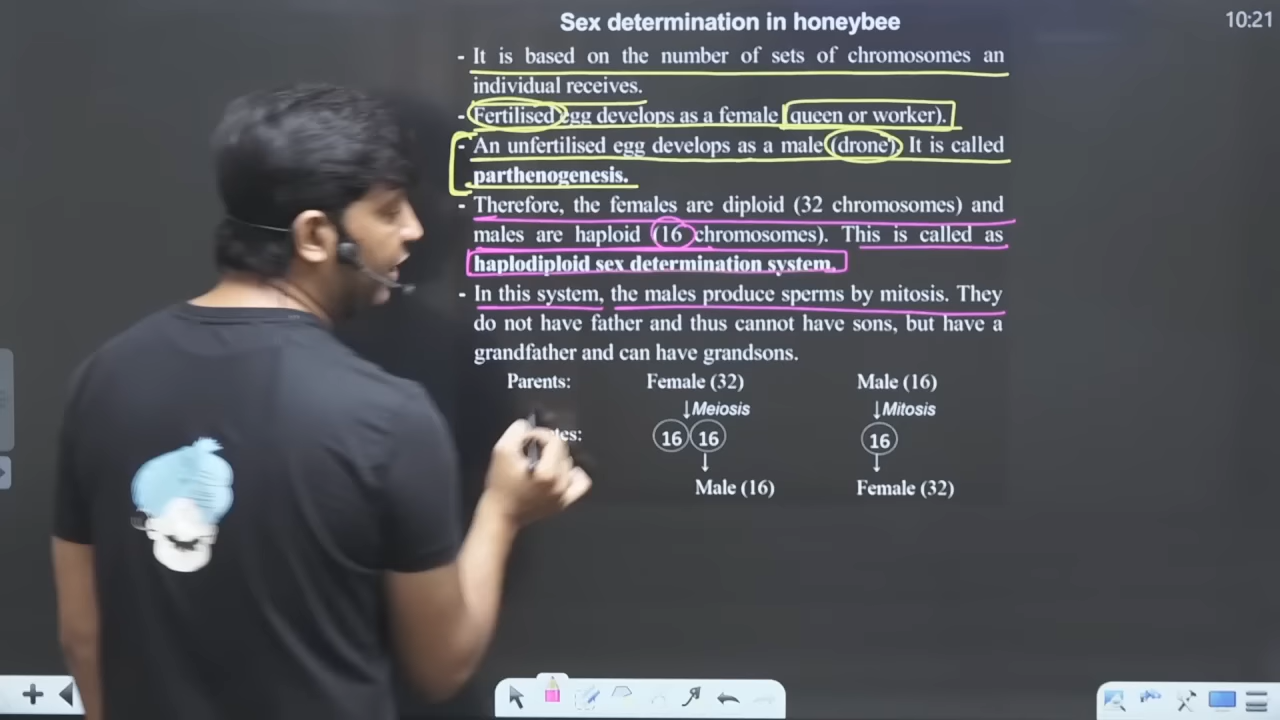 Sex determination in honeybee
10:21
- It is based on the number of sets of chromosomes an
individual receives.
- Fertilised egg develops as a female (queen or worker).
- An unfertilised egg develops as a male (drone). It is called
parthenogenesis.
- Therefore, the females are diploid (32 chromosomes) and
males are haploid (16 chromosomes). This is called as
haplodiploid sex determination system.
- In this system, the males produce sperms by mitosis. They
do not have father and thus cannot have sons, but have a
grandfather and can have grandsons.
Parents: Female (32) Male (16)
↓Meiosis ↓Mitosis
16 16 16
Male (16) Female (32)